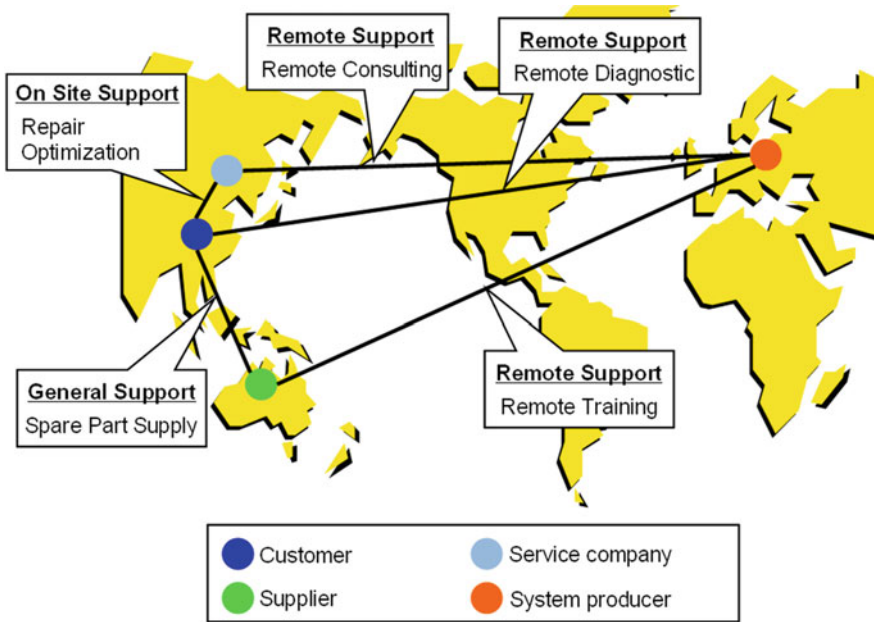 Remote Support
Remote Consulting
Remote Support
Remote Diagnostic
On Site Support
Repair
Optimization
General Support
Spare Part Supply
Remote Support
Remote Training
Customer
Service company
Supplier
System producer